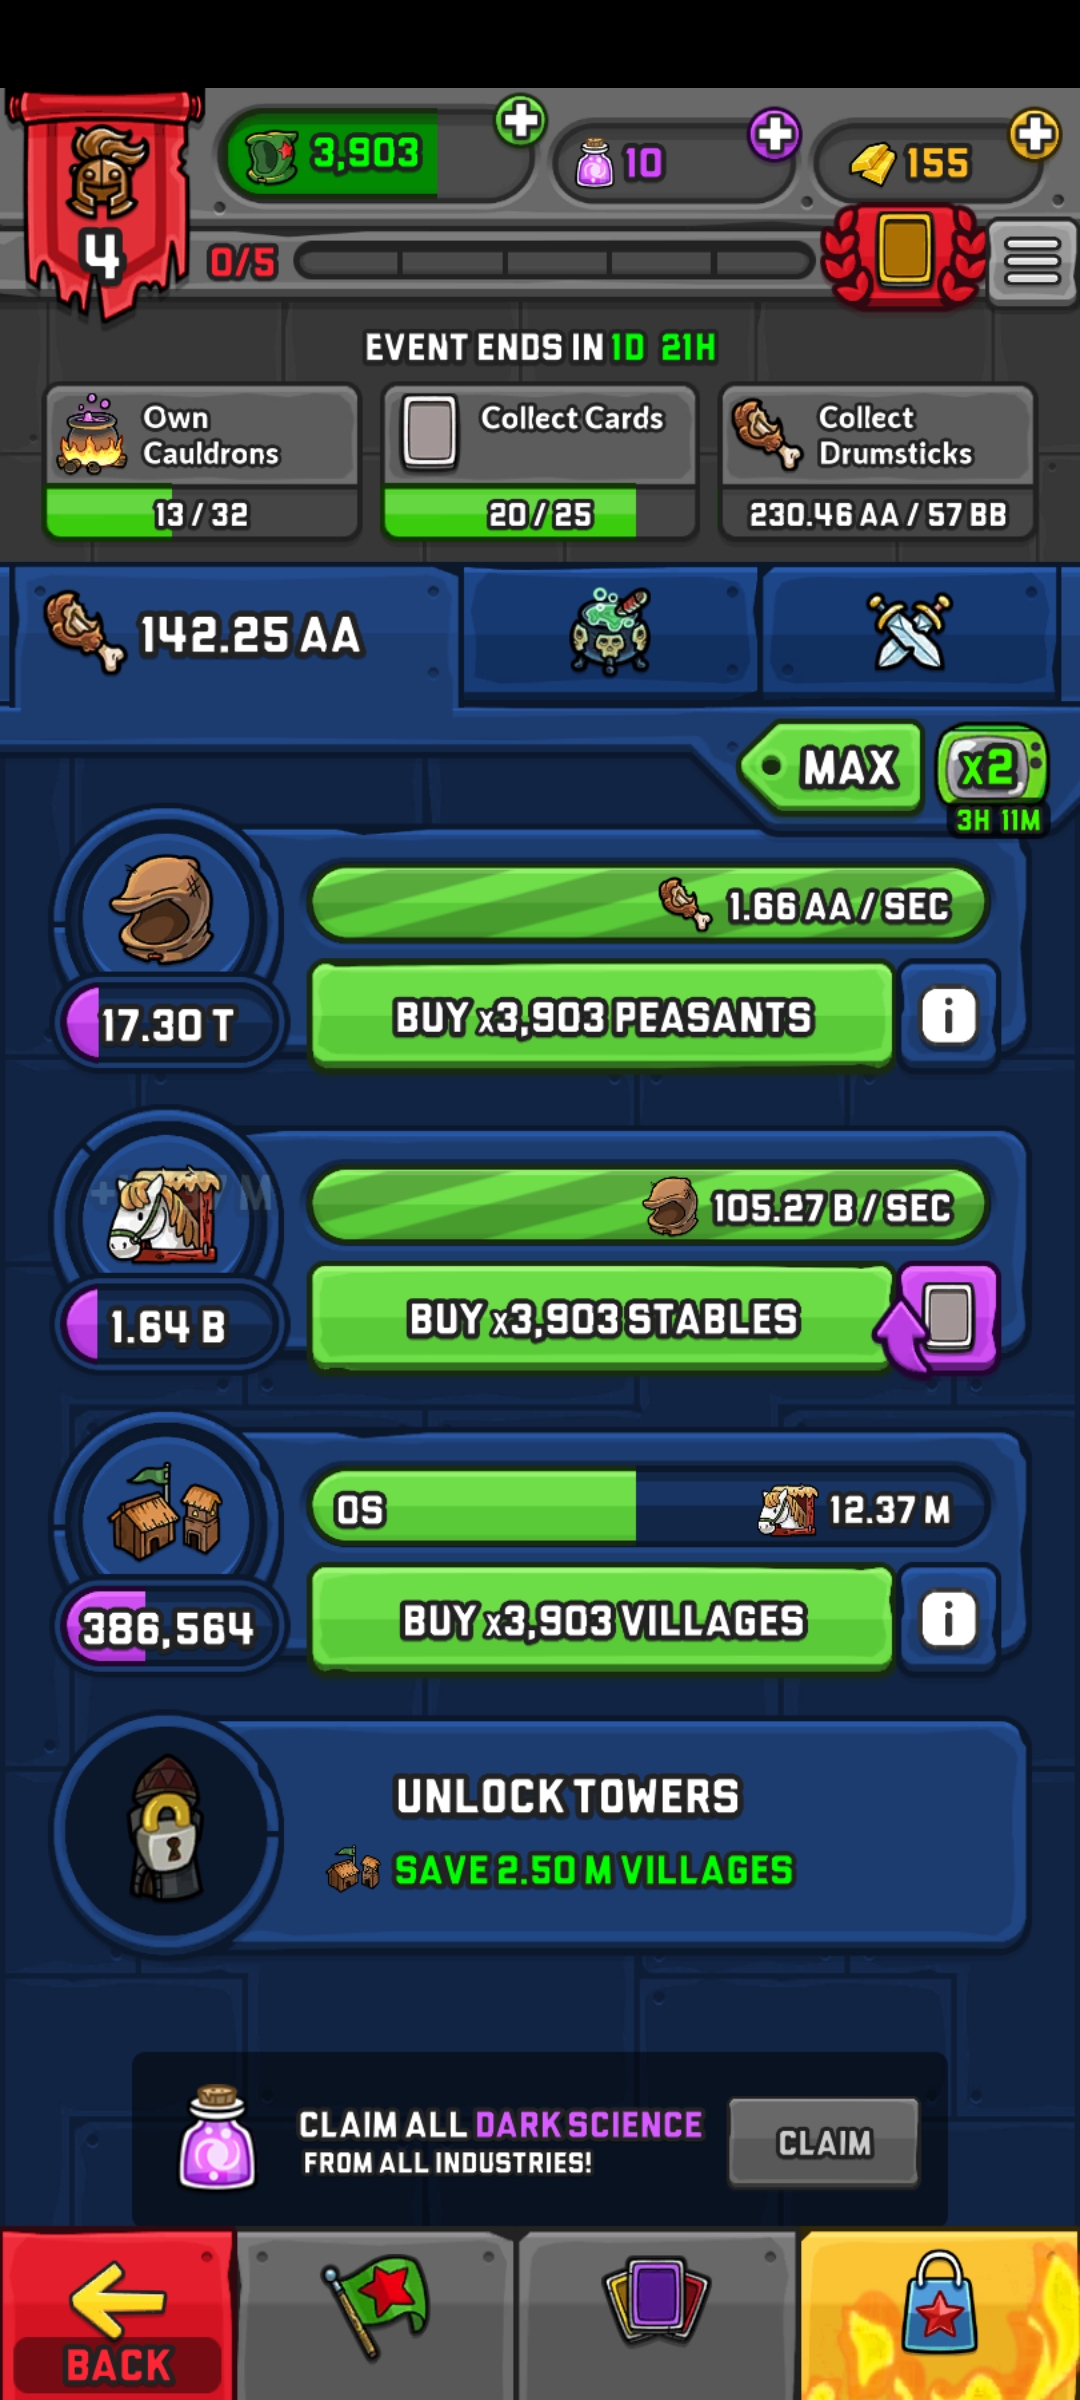 3,903
10
155
4
0/5
EVENT ENDS IN 1D 21H
Own
Cauldrons
13 / 32
Collect Cards
20 / 25
Collect
Drumsticks
230.46 AA / 57 BB
142.25 AA
MAX
x2
3H 11M
1.66 AA / SEC
17.30 T
BUY x3,903 PEASANTS
i
105.27 B / SEC
1.64 B
BUY x3,903 STABLES
0S
12.37 M
386,564
BUY x3,903 VILLAGES
i
UNLOCK TOWERS
SAVE 2.50 M VILLAGES
CLAIM ALL DARK SCIENCE
FROM ALL INDUSTRIES!
CLAIM
BACK